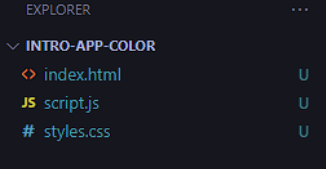 EXPLORER ...
INTRO-APP-COLOR
<> index.html U
JS script.js U
# styles.css U